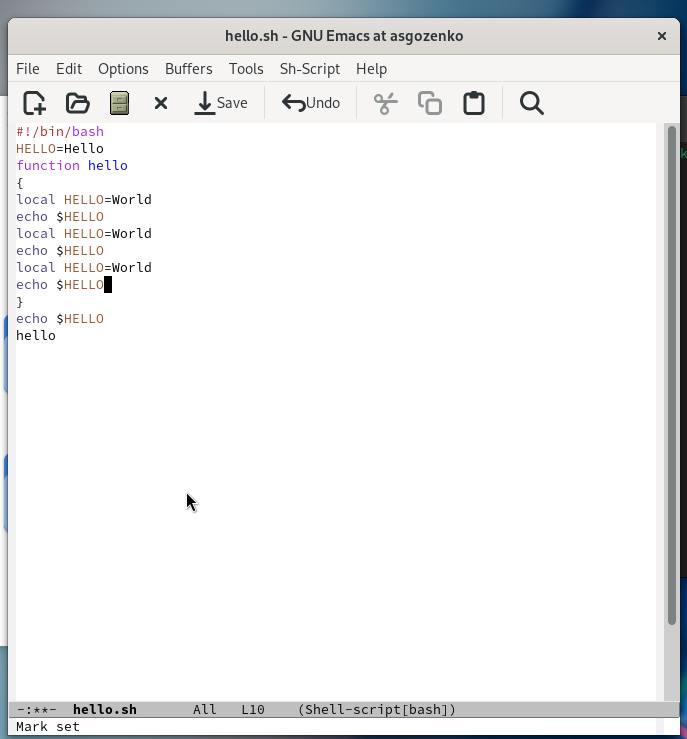 hello.sh - GNU Emacs at asgozenko
File Edit Options Buffers Tools Sh-Script Help
Save Undo
#!/bin/bash
HELLO=Hello
function hello
{
local HELLO=World
echo $HELLO
local HELLO=World
echo $HELLO
local HELLO=World
echo $HELLO
}
echo $HELLO
hello
-:**- hello.sh All L10 (Shell-script[bash])
Mark set